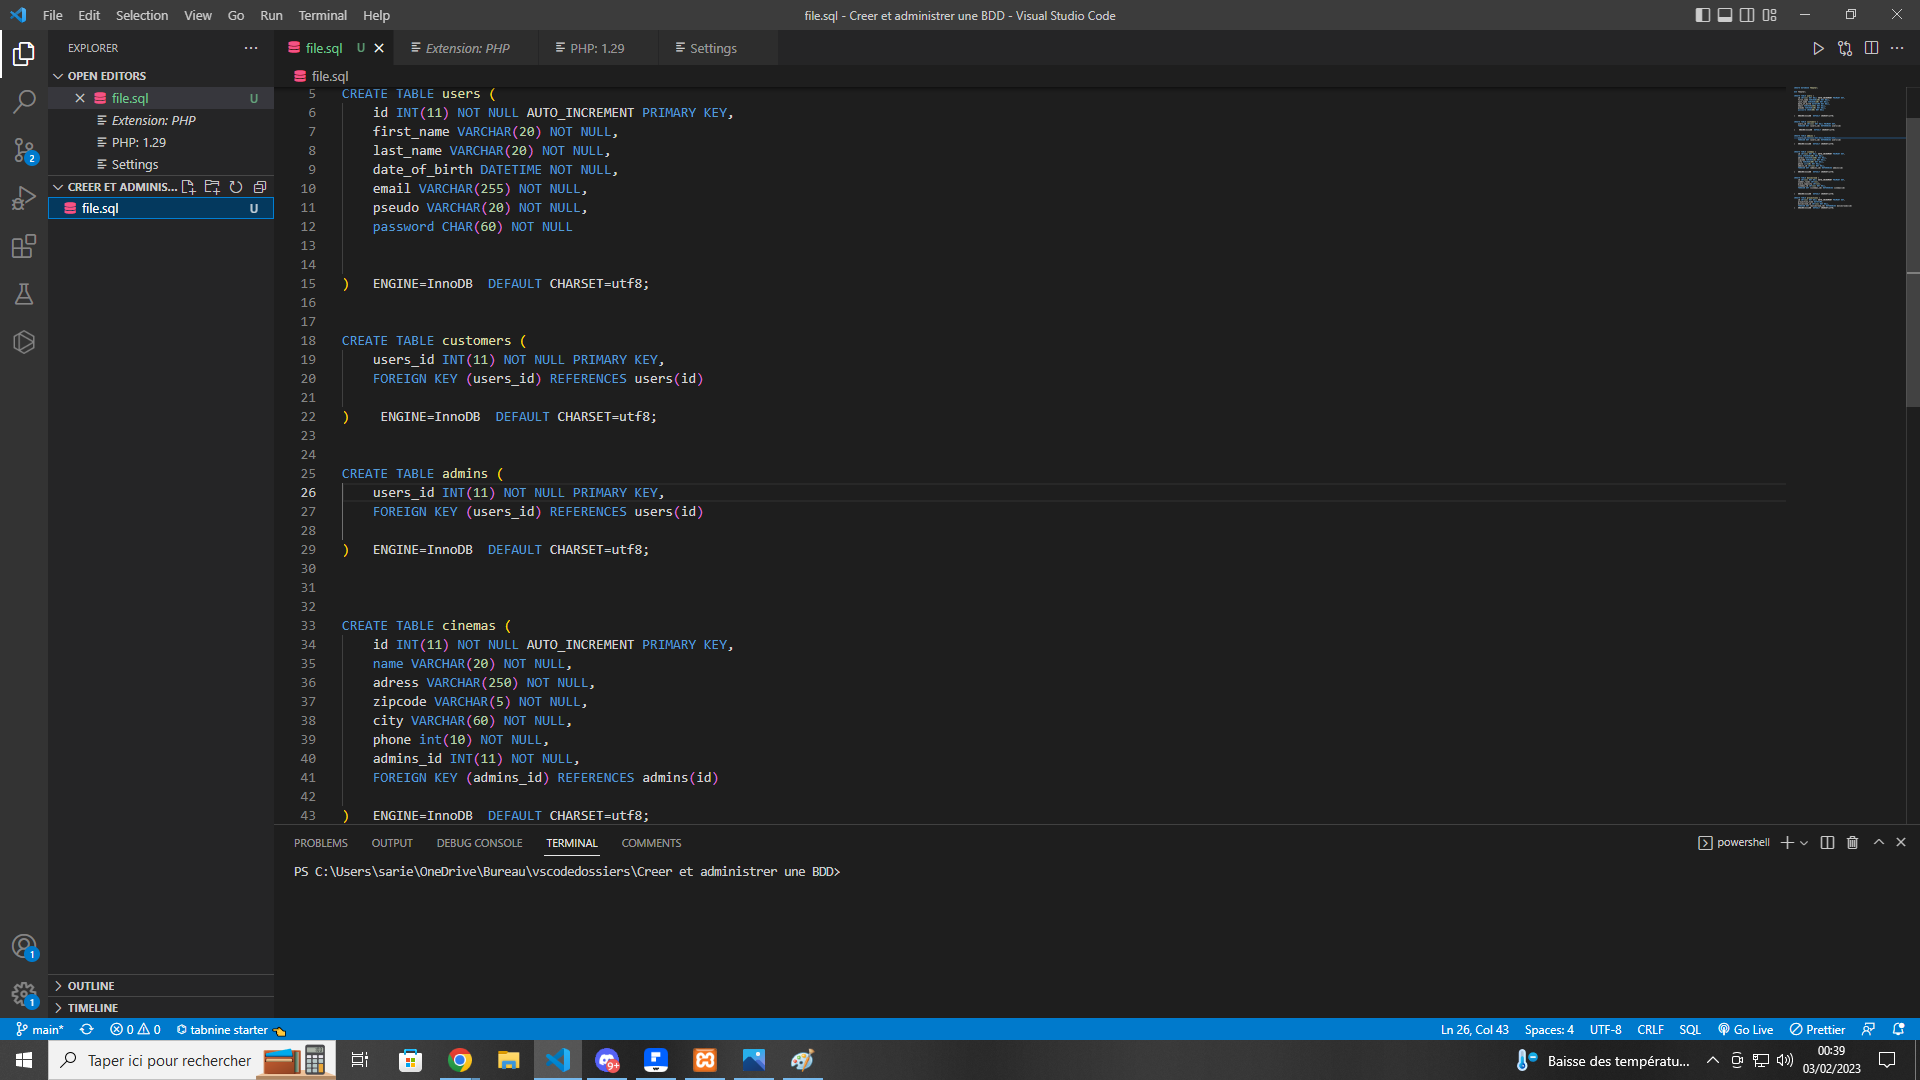 File Edit Selection View Go Run Terminal Help
file.sql - Creer et administrer une BDD - Visual Studio Code
EXPLORER
OPEN EDITORS
file.sql U
Extension: PHP
PHP: 1.29
Settings
CREER ET ADMINIS...
file.sql U
OUTLINE
TIMELINE
file.sql U Extension: PHP PHP: 1.29 Settings
file.sql
5 CREATE TABLE users (
6 id INT(11) NOT NULL AUTO_INCREMENT PRIMARY KEY,
7 first_name VARCHAR(20) NOT NULL,
8 last_name VARCHAR(20) NOT NULL,
9 date_of_birth DATETIME NOT NULL,
10 email VARCHAR(255) NOT NULL,
11 pseudo VARCHAR(20) NOT NULL,
12 password CHAR(60) NOT NULL
13
14
15 ) ENGINE=InnoDB DEFAULT CHARSET=utf8;
16
17
18 CREATE TABLE customers (
19 users_id INT(11) NOT NULL PRIMARY KEY,
20 FOREIGN KEY (users_id) REFERENCES users(id)
21
22 ) ENGINE=InnoDB DEFAULT CHARSET=utf8;
23
24
25 CREATE TABLE admins (
26 users_id INT(11) NOT NULL PRIMARY KEY,
27 FOREIGN KEY (users_id) REFERENCES users(id)
28
29 ) ENGINE=InnoDB DEFAULT CHARSET=utf8;
30
31
32
33 CREATE TABLE cinemas (
34 id INT(11) NOT NULL AUTO_INCREMENT PRIMARY KEY,
35 name VARCHAR(20) NOT NULL,
36 adress VARCHAR(250) NOT NULL,
37 zipcode VARCHAR(5) NOT NULL,
38 city VARCHAR(60) NOT NULL,
39 phone int(10) NOT NULL,
40 admins_id INT(11) NOT NULL,
41 FOREIGN KEY (admins_id) REFERENCES admins(id)
42
43 ) ENGINE=InnoDB DEFAULT CHARSET=utf8;
PROBLEMS OUTPUT DEBUG CONSOLE TERMINAL COMMENTS
powershell
PS C:\Users\sarie\OneDrive\Bureau\vscodedossiers\Creer et administrer une BDD>
2
1
1
main* 0 0 tabnine starter
Ln 26, Col 43 Spaces: 4 UTF-8 CRLF SQL Go Live Prettier
Taper ici pour rechercher
9+
Baisse des températu...
00:39
03/02/2023